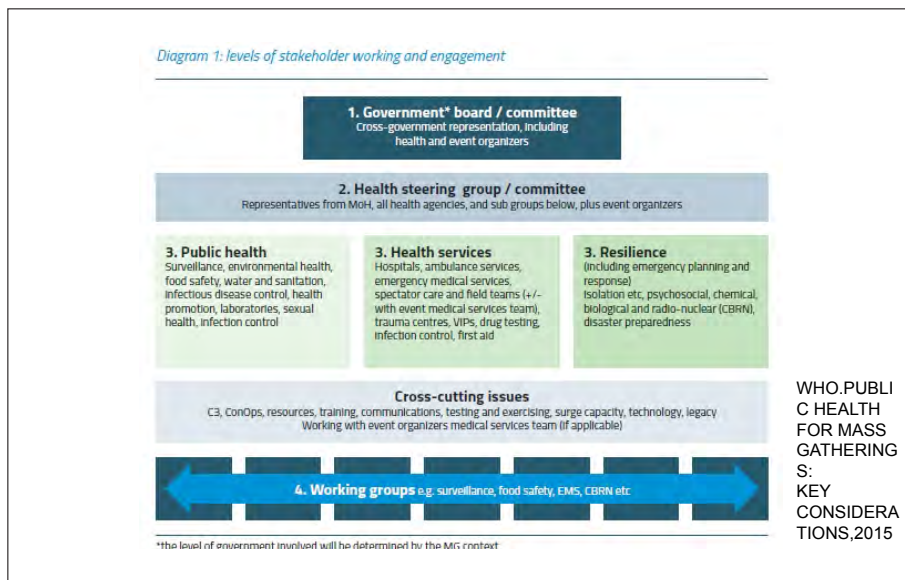 Diagram 1: levels of stakeholder working and engagement
1. Government* board / committee
Cross-government representation, including
health and event organizers
2. Health steering group / committee
Representatives from MoH, all health agencies, and sub groups below, plus event organizers
3. Public health
Surveillance, environmental health,
food safety, water and sanitation,
infectious disease control, health
promotion, laboratories, sexual
health, infection control
3. Health services
Hospitals, ambulance services,
emergency medical services,
spectator care and field teams (+/-
with event medical services team),
trauma centres, VIPs, drug testing,
infection control, first aid
3. Resilience
(including emergency planning and
response)
Isolation etc, psychosocial, chemical,
biological and radio-nuclear (CBRN),
disaster preparedness
Cross-cutting issues
C3, ConOps, resources, training, communications, testing and exercising, surge capacity, technology, legacy
Working with event organizers medical services team (if applicable)
4. Working groups e.g. surveillance, food safety, EMS, CBRN etc
*the level of government involved will be determined by the MG context
WHO.PUBLI
C HEALTH
FOR MASS
GATHERING
S:
KEY
CONSIDERA
TIONS,2015